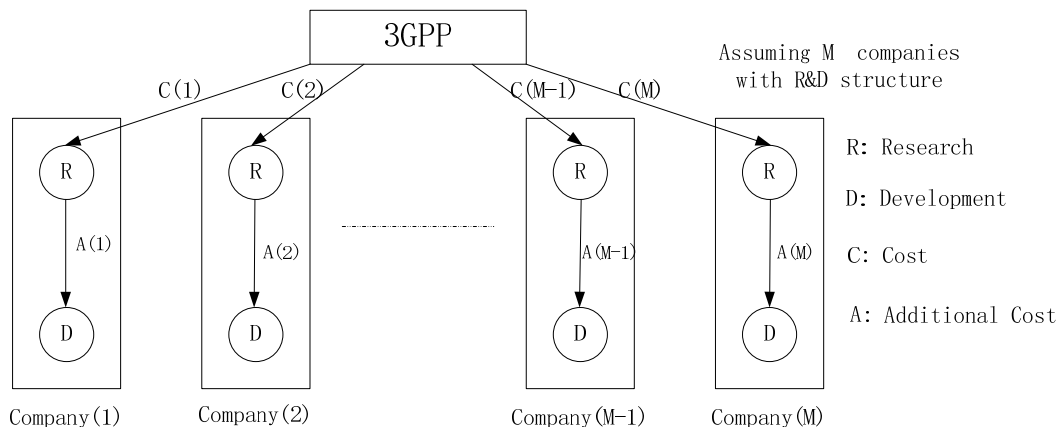 3GPP
Assuming M companies
with R&D structure
C(1)
C(2)
C(M-1)
C(M)
R
R
R
R
R: Research
D: Development
A(1)
A(2)
A(M-1)
A(M)
C: Cost
A: Additional Cost
D
D
D
D
Company(1)
Company(2)
Company(M-1)
Company(M)